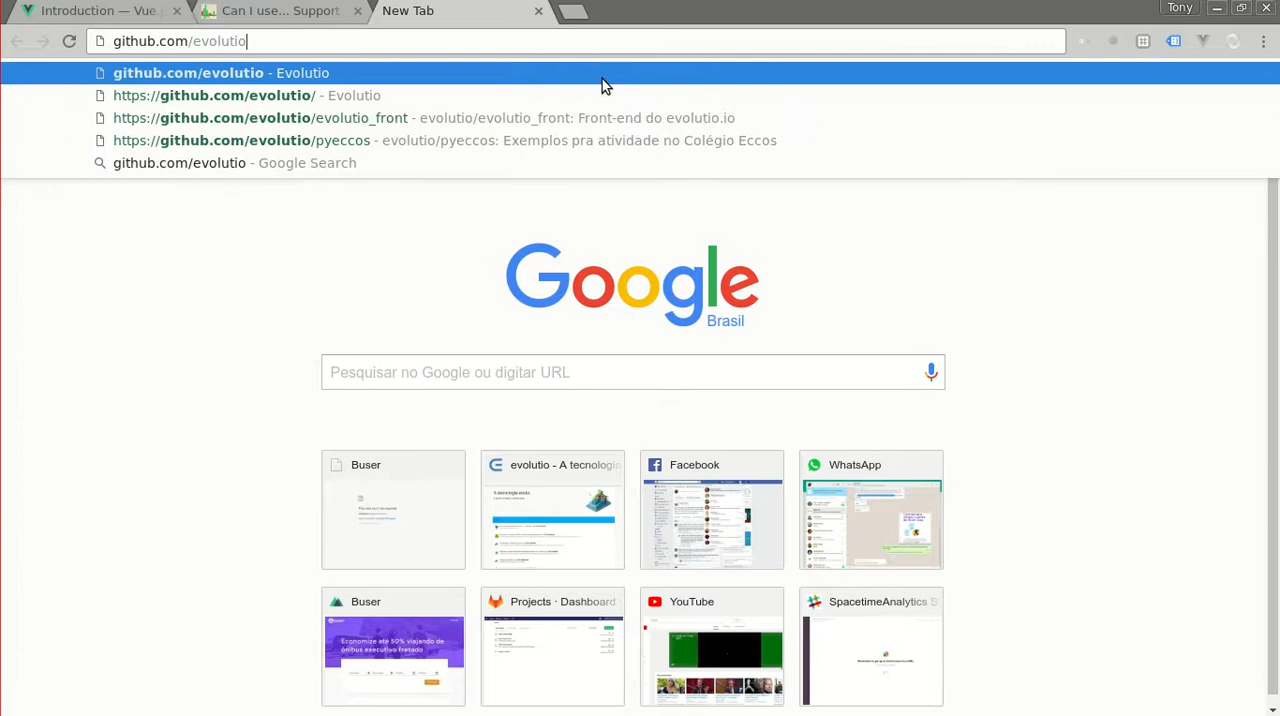 Introduction — Vue.j
Can I use... Support
New Tab
Tony
github.com/evolutio
github.com/evolutio - Evolutio
https://github.com/evolutio/ - Evolutio
https://github.com/evolutio/evolutio_front - evolutio/evolutio_front: Front-end do evolutio.io
https://github.com/evolutio/pyeccos - evolutio/pyeccos: Exemplos pra atividade no Colégio Eccos
github.com/evolutio - Google Search
Google
Brasil
Pesquisar no Google ou digitar URL
Buser
evolutio - A tecnologia
Facebook
WhatsApp
A tecnologia evolui
Buser
Projects · Dashboard
YouTube
SpacetimeAnalytics S
Economize até 50% viajando de
ônibus executivo fretado